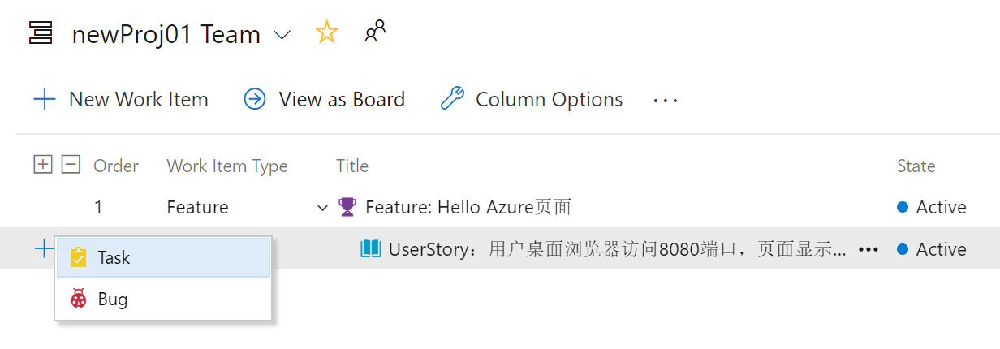 newProj01 Team
New Work Item View as Board Column Options ...
Order Work Item Type Title State
1 Feature Feature: Hello Azure页面 Active
UserStory：用户桌面浏览器访问8080端口，页面显示... Active
Task
Bug